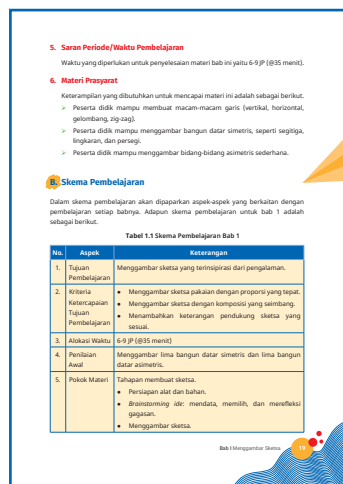 5. Saran Periode/Waktu Pembelajaran
Waktu yang diperlukan untuk penyelesaian materi bab ini yaitu 6-9 JP (@35 menit).
6. Materi Prasyarat
Keterampilan yang dibutuhkan untuk mencapai materi ini adalah sebagai berikut.
➢ Peserta didik mampu membuat macam-macam garis (vertikal, horizontal,
gelombang, zig-zag).
➢ Peserta didik mampu menggambar bangun datar simetris, seperti segitiga,
lingkaran, dan persegi.
➢ Peserta didik mampu menggambar bidang-bidang asimetris sederhana.
B. Skema Pembelajaran
Dalam skema pembelajaran akan dipaparkan aspek-aspek yang berkaitan dengan
pembelajaran setiap babnya. Adapun skema pembelajaran untuk bab 1 adalah
sebagai berikut.
Tabel 1.1 Skema Pembelajaran Bab 1
No. Aspek Keterangan
1. Tujuan Menggambar sketsa yang terinsipirasi dari pengalaman.
Pembelajaran
2. Kriteria ● Menggambar sketsa pakaian dengan proporsi yang tepat.
Ketercapaian ● Menggambar sketsa dengan komposisi yang seimbang.
Tujuan ● Menambahkan keterangan pendukung sketsa yang
Pembelajaran sesuai.
3. Alokasi Waktu 6-9 JP (@35 menit)
4. Penilaian Menggambar lima bangun datar simetris dan lima bangun
Awal datar asimetris.
5. Pokok Materi Tahapan membuat sketsa.
● Persiapan alat dan bahan.
● Brainstorming ide: mendata, memilih, dan merefleksi
gagasan.
● Menggambar sketsa.
Bab I Menggambar Sketsa 19